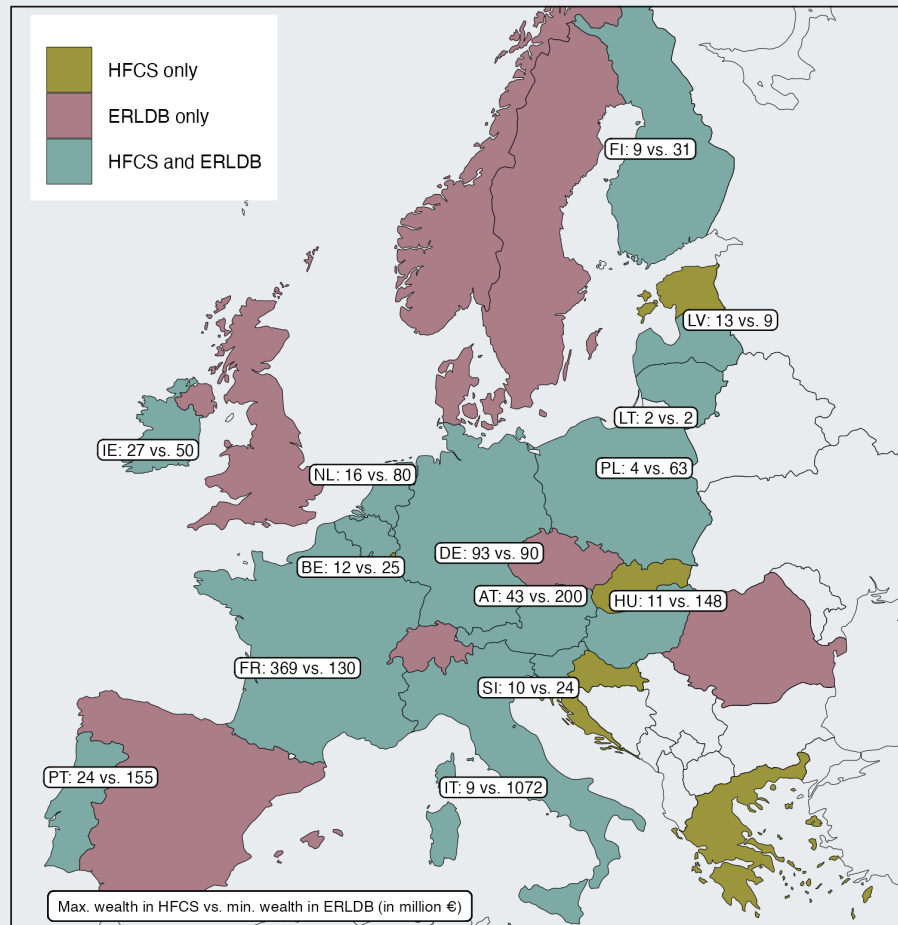 HFCS only
ERLDB only
HFCS and ERLDB
FI: 9 vs. 31
LV: 13 vs. 9
LT: 2 vs. 2
IE: 27 vs. 50
NL: 16 vs. 80
PL: 4 vs. 63
DE: 93 vs. 90
BE: 12 vs. 25
AT: 43 vs. 200
HU: 11 vs. 148
FR: 369 vs. 130
SI: 10 vs. 24
PT: 24 vs. 155
IT: 9 vs. 1072
Max. wealth in HFCS vs. min. wealth in ERLDB (in million €)